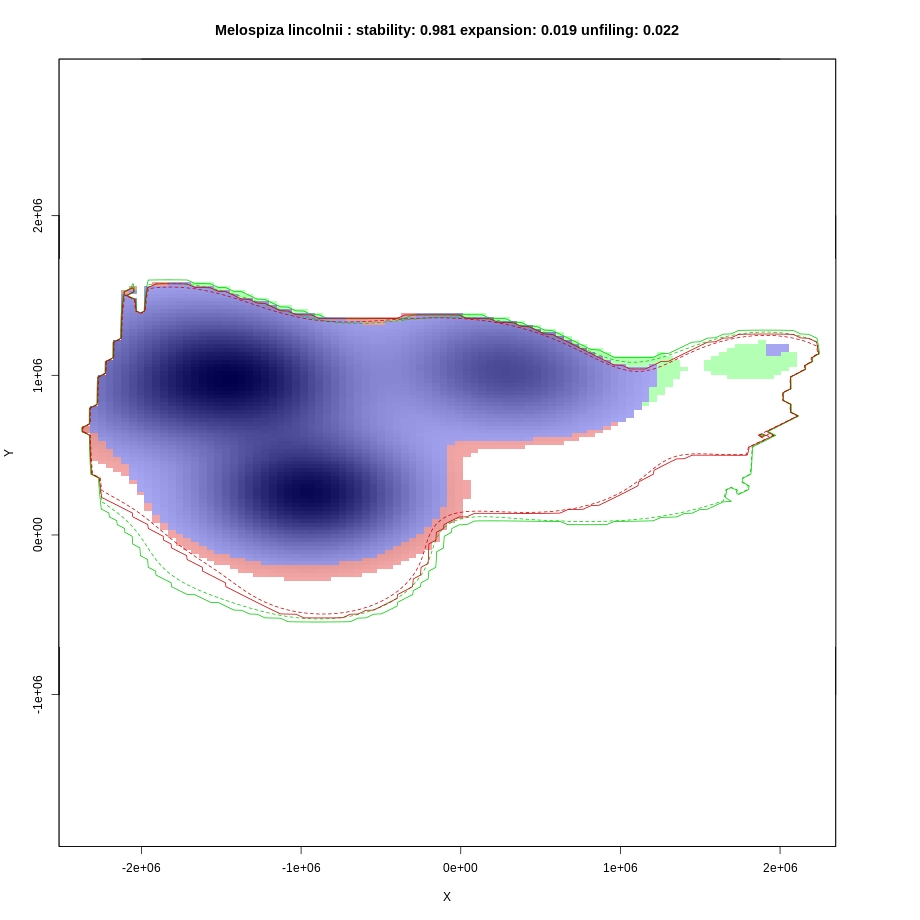 Melospiza lincolnii : stability: 0.981 expansion: 0.019 unfiling: 0.022
2e+06
1e+06
0e+00
-1e+06
Y
-2e+06 -1e+06 0e+00 1e+06 2e+06
X